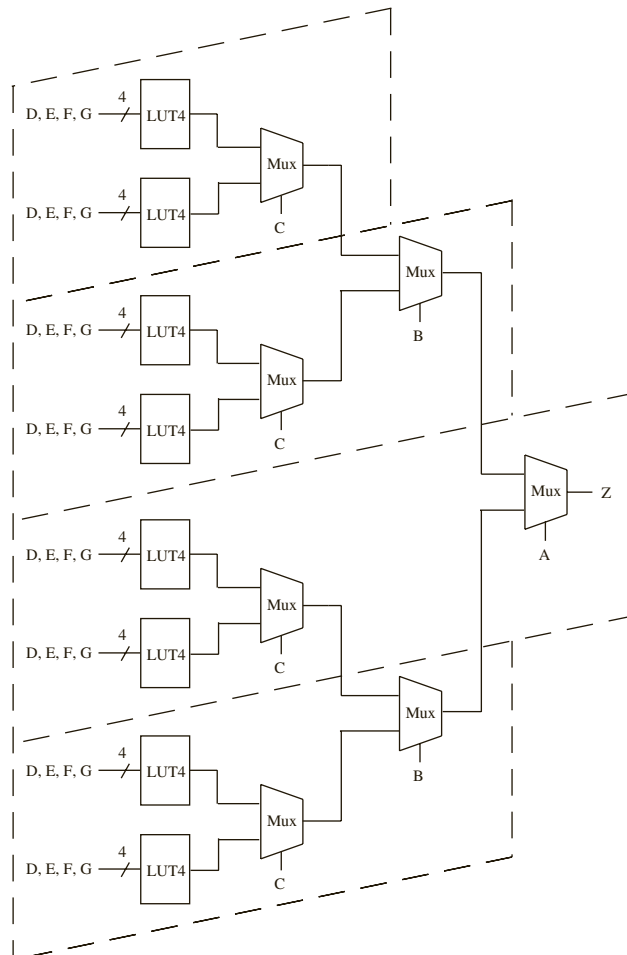 4
D, E, F, G LUT4
Mux
4
D, E, F, G LUT4
C
Mux
B
4
D, E, F, G LUT4
Mux
4
D, E, F, G LUT4
C
Mux Z
A
4
D, E, F, G LUT4
Mux
4
D, E, F, G LUT4
C
Mux
B
4
D, E, F, G LUT4
Mux
4
D, E, F, G LUT4
C